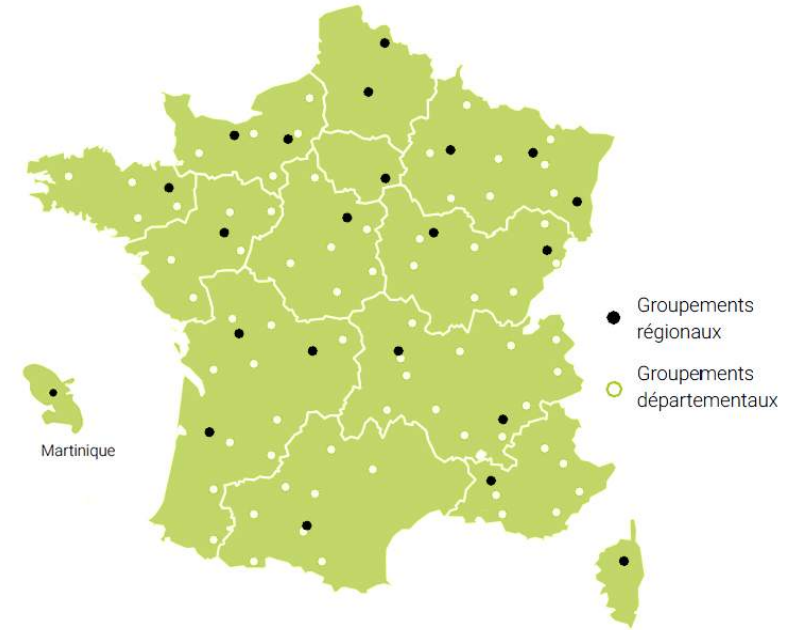 Groupements
régionaux
Groupements
départementaux
Martinique